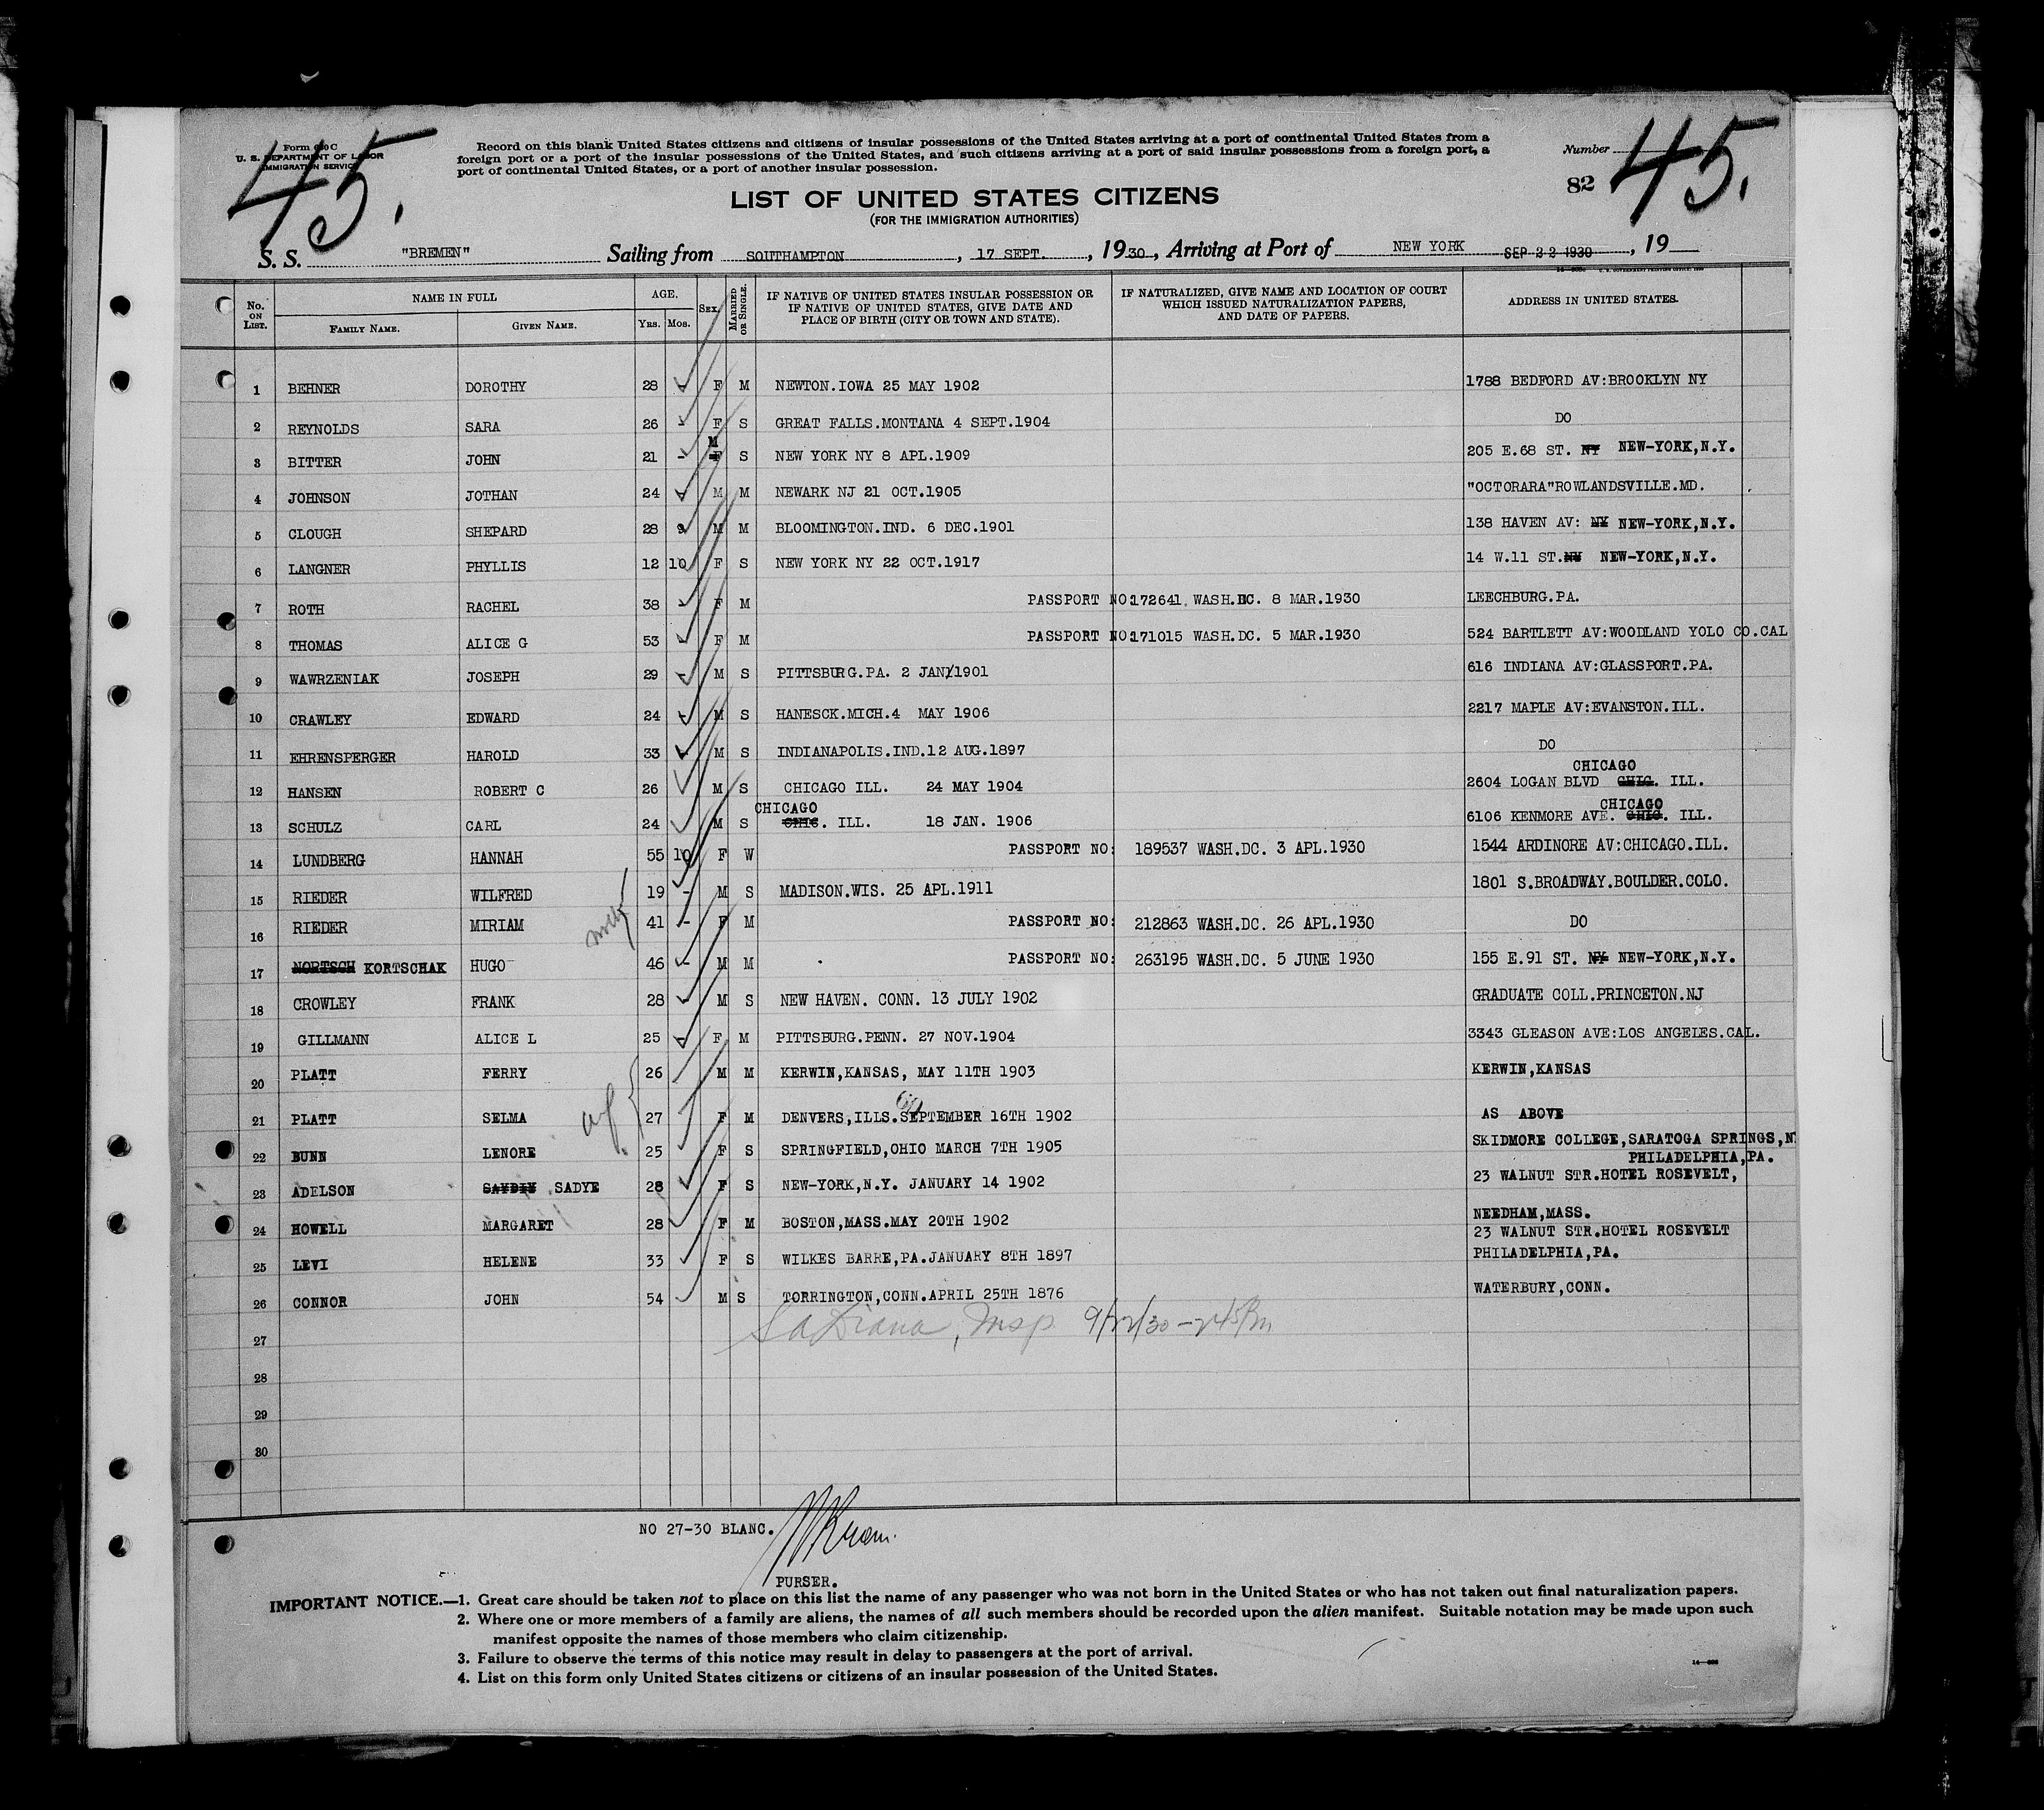 45.
Form 630 C
U. S. DEPARTMENT OF LABOR
IMMIGRATION SERVICE
Record on this blank United States citizens and citizens of insular possessions of the United States arriving at a port of continental United States from a
foreign port or a port of the insular possessions of the United States, and such citizens arriving at a port of said insular possessions from a foreign port, a
port of continental United States, or a port of another insular possession.
Number
82 45.
LIST OF UNITED STATES CITIZENS
(FOR THE IMMIGRATION AUTHORITIES)
S. S. "BREMEN" Sailing from SOUTHAMPTON, 17 SEPT., 1930, Arriving at Port of NEW YORK SEP 22 1930, 19
No. ON LIST. NAME IN FULL FAMILY NAME. GIVEN NAME. AGE. YRS. MOS. SEX. MARRIED OR SINGLE. IF NATIVE OF UNITED STATES INSULAR POSSESSION OR IF NATIVE OF UNITED STATES, GIVE DATE AND PLACE OF BIRTH (CITY OR TOWN AND STATE). IF NATURALIZED, GIVE NAME AND LOCATION OF COURT WHICH ISSUED NATURALIZATION PAPERS, AND DATE OF PAPERS. ADDRESS IN UNITED STATES.
1 BEHNER DOROTHY 28 F M NEWTON.IOWA 25 MAY 1902 1788 BEDFORD AV:BROOKLYN NY
2 REYNOLDS SARA 26 F S GREAT FALLS.MONTANA 4 SEPT.1904 DO
3 BITTER JOHN 21 - F M S NEW YORK NY 8 APL.1909 205 E.68 ST. NY NEW-YORK,N.Y.
4 JOHNSON JOTHAN 24 M M NEWARK NJ 21 OCT.1905 "OCTORARA"ROWLANDSVILLE.MD.
5 CLOUGH SHEPARD 28 9 M M BLOOMINGTON.IND. 6 DEC.1901 138 HAVEN AV: NY NEW-YORK,N.Y.
6 LANGNER PHYLLIS 12 10 F S NEW YORK NY 22 OCT.1917 14 W.11 ST.NY NEW-YORK,N.Y.
7 ROTH RACHEL 38 F M PASSPORT NO:172641. WASH.DC. 8 MAR.1930 LEECHBURG.PA.
8 THOMAS ALICE G 53 F M PASSPORT NO:171015 WASH.DC. 5 MAR.1930 524 BARTLETT AV:WOODLAND YOLO CO.CAL
9 WAWRZENIAK JOSEPH 29 M S PITTSBURG.PA. 2 JAN/1901 616 INDIANA AV:GLASSPORT.PA.
10 CRAWLEY EDWARD 24 M S HANESCK.MICH.4 MAY 1906 2217 MAPLE AV:EVANSTON.ILL.
11 EHRENSPERGER HAROLD 33 M S INDIANAPOLIS.IND.12 AUG.1897 DO
12 HANSEN ROBERT C 26 M S CHICAGO ILL. 24 MAY 1904 2604 LOGAN BLVD CHIC. CHICAGO ILL.
13 SCHULZ CARL 24 M S CHIC. CHICAGO ILL. 18 JAN. 1906 6106 KENMORE AVE. CHIC. CHICAGO ILL.
14 LUNDBERG HANNAH 55 10 F W PASSPORT NO: 189537 WASH.DC. 3 APL.1930 1544 ARDINORE AV:CHICAGO.ILL.
15 RIEDER WILFRED 19 - M S MADISON.WIS. 25 APL.1911 1801 S.BROADWAY.BOULDER.COLO.
16 RIEDER MIRIAM 41 - F M PASSPORT NO: 212863 WASH.DC. 26 APL.1930 DO
17 NORTSCH KORTSCHAK HUGO 46 M M PASSPORT NO: 263195 WASH.DC. 5 JUNE 1930 155 E.91 ST. NY NEW-YORK,N.Y.
18 CROWLEY FRANK 28 M S NEW HAVEN. CONN. 13 JULY 1902 GRADUATE COLL.PRINCETON.NJ
19 GILLMANN ALICE L 25 F M PITTSBURG.PENN. 27 NOV.1904 3343 GLEASON AVE:LOS ANGELES.CAL.
20 PLATT FERRY 26 M M KERWIN,KANSAS, MAY 11TH 1903 KERWIN,KANSAS
21 PLATT SELMA 27 F M DENVERS,ILLS.SEPTEMBER 16TH 1902 AS ABOVE
22 BUNN LENORE 25 F S SPRINGFIELD,OHIO MARCH 7TH 1905 SKIDMORE COLLEGE,SARATOGA SPRINGS,N
PHILADELPHIA,PA.
23 ADELSON SADYE 28 F S NEW-YORK,N.Y. JANUARY 14 1902 23 WALNUT STR.HOTEL ROSEVELT,
24 HOWELL MARGARET 28 F M BOSTON,MASS.MAY 20TH 1902 NEEDHAM,MASS.
23 WALNUT STR.HOTEL ROSEVELT
25 LEVI HELENE 33 F S WILKES BARRE,PA.JANUARY 8TH 1897 PHILADELPHIA,PA.
26 CONNOR JOHN 54 M S TORRINGTON,CONN.APRIL 25TH 1876 WATERBURY,CONN.
27 Insp 9/22/30
28
29
30
NO 27-30 BLANC.
PURSER.
IMPORTANT NOTICE.—1. Great care should be taken not to place on this list the name of any passenger who was not born in the United States or who has not taken out final naturalization papers.
2. Where one or more members of a family are aliens, the names of all such members should be recorded upon the alien manifest. Suitable notation may be made upon such
manifest opposite the names of those members who claim citizenship.
3. Failure to observe the terms of this notice may result in delay to passengers at the port of arrival.
4. List on this form only United States citizens or citizens of an insular possession of the United States.